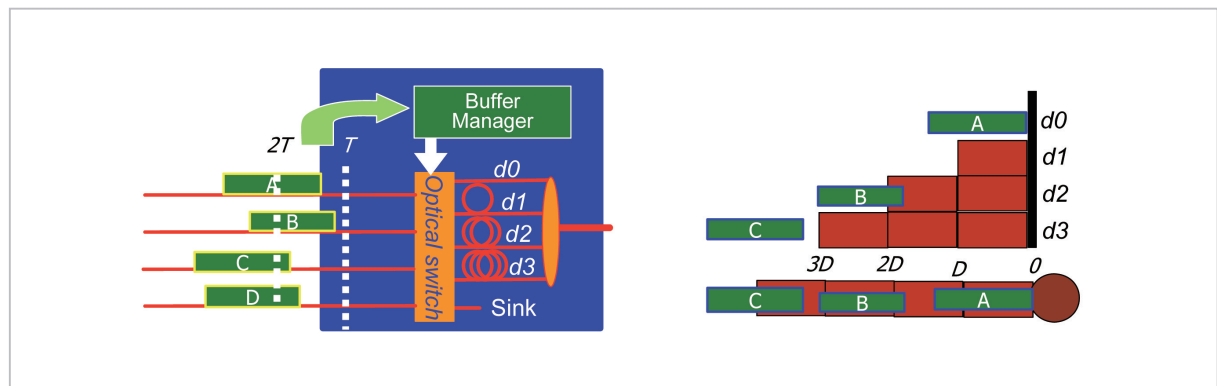 Buffer
Manager
2T
T
A
B
C
D
Optical switch
d0
d1
d2
d3
Sink
A
d0
d1
B
d2
C
d3
3D
2D
D
0
C
B
A